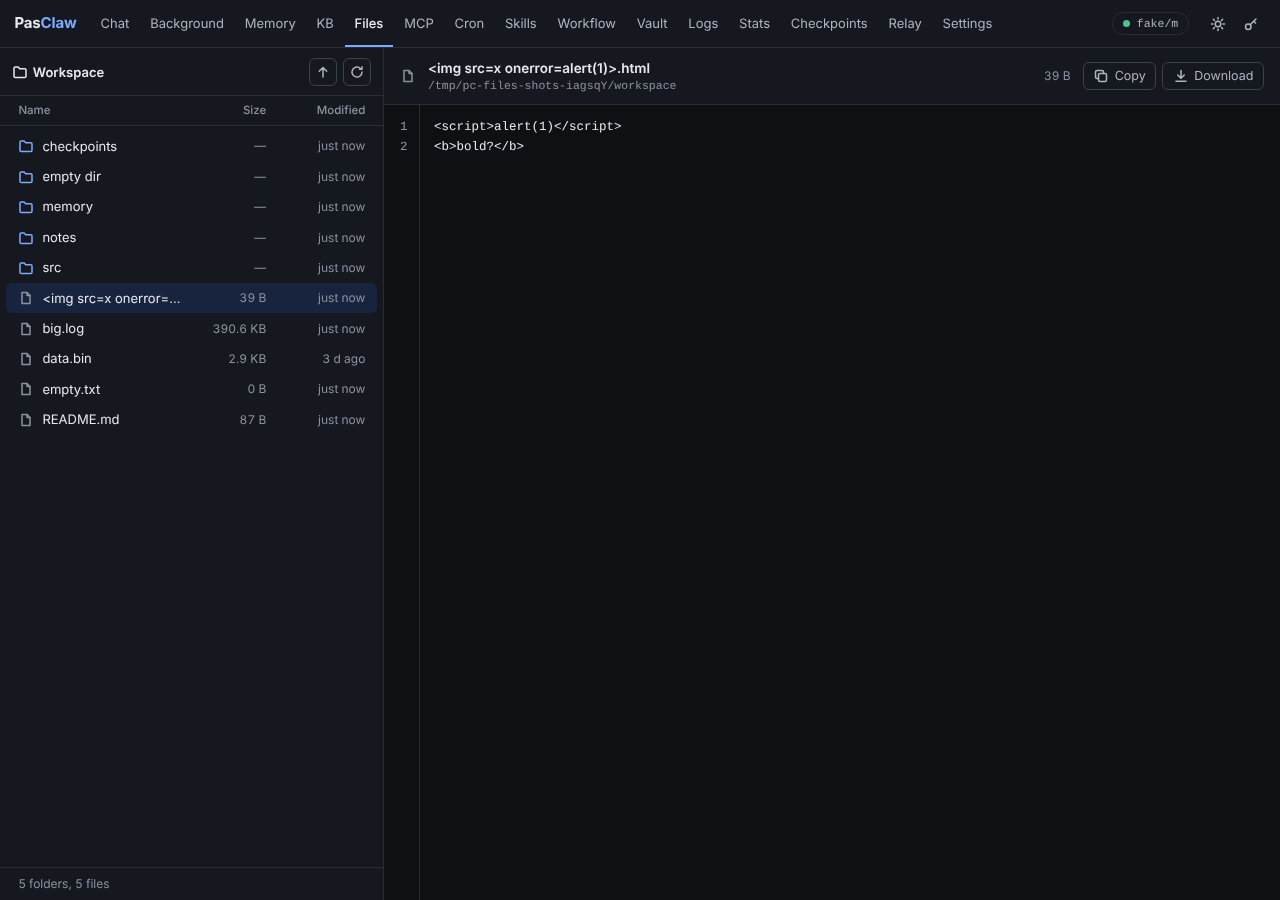 PasClaw Chat Background Memory KB Files MCP Cron Skills Workflow Vault Logs Stats Checkpoints Relay Settings fake/m
Workspace
Name Size Modified
checkpoints — just now
empty dir — just now
memory — just now
notes — just now
src — just now
<img src=x onerror=... 39 B just now
big.log 390.6 KB just now
data.bin 2.9 KB 3 d ago
empty.txt 0 B just now
README.md 87 B just now
5 folders, 5 files
<img src=x onerror=alert(1)>.html
/tmp/pc-files-shots-iagsqY/workspace
39 B Copy Download
1 <script>alert(1)</script>
2 <b>bold?</b>